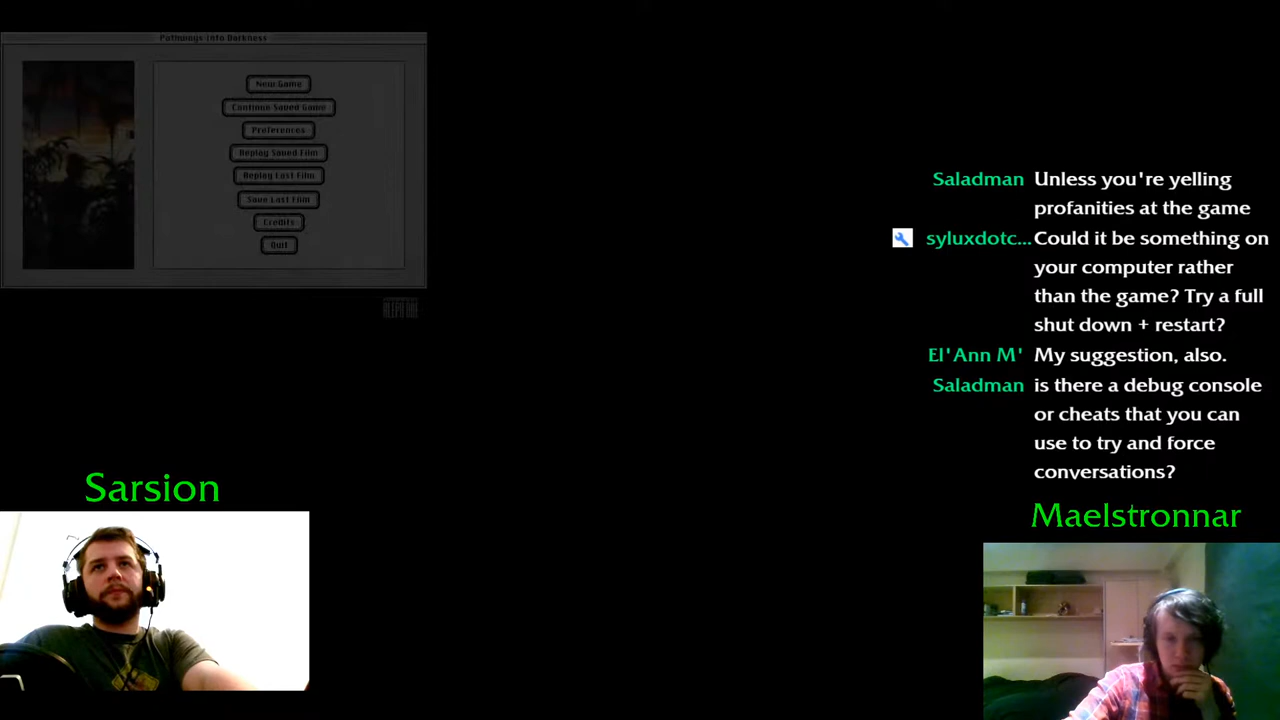 Pathways Into Darkness
New Game
Continue Saved Game
Preferences
Replay Saved Film
Replay Last Film
Save Last Film
Credits
Quit
ALEPH ONE
Saladman Unless you're yelling
profanities at the game
syluxdotc... Could it be something on
your computer rather
than the game? Try a full
shut down + restart?
El'Ann M' My suggestion, also.
Saladman is there a debug console
or cheats that you can
use to try and force
conversations?
Sarsion
Maelstronnar